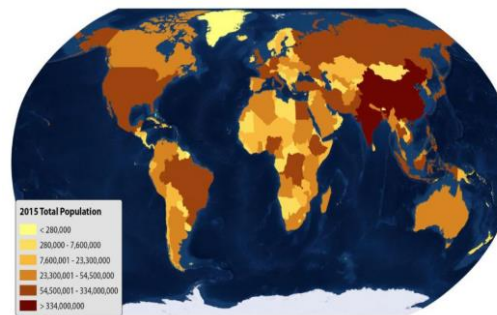 2015 Total Population
< 280,000
280,000 - 7,600,000
7,600,001 - 23,300,000
23,300,001 - 54,500,000
54,500,001 - 334,000,000
> 334,000,000